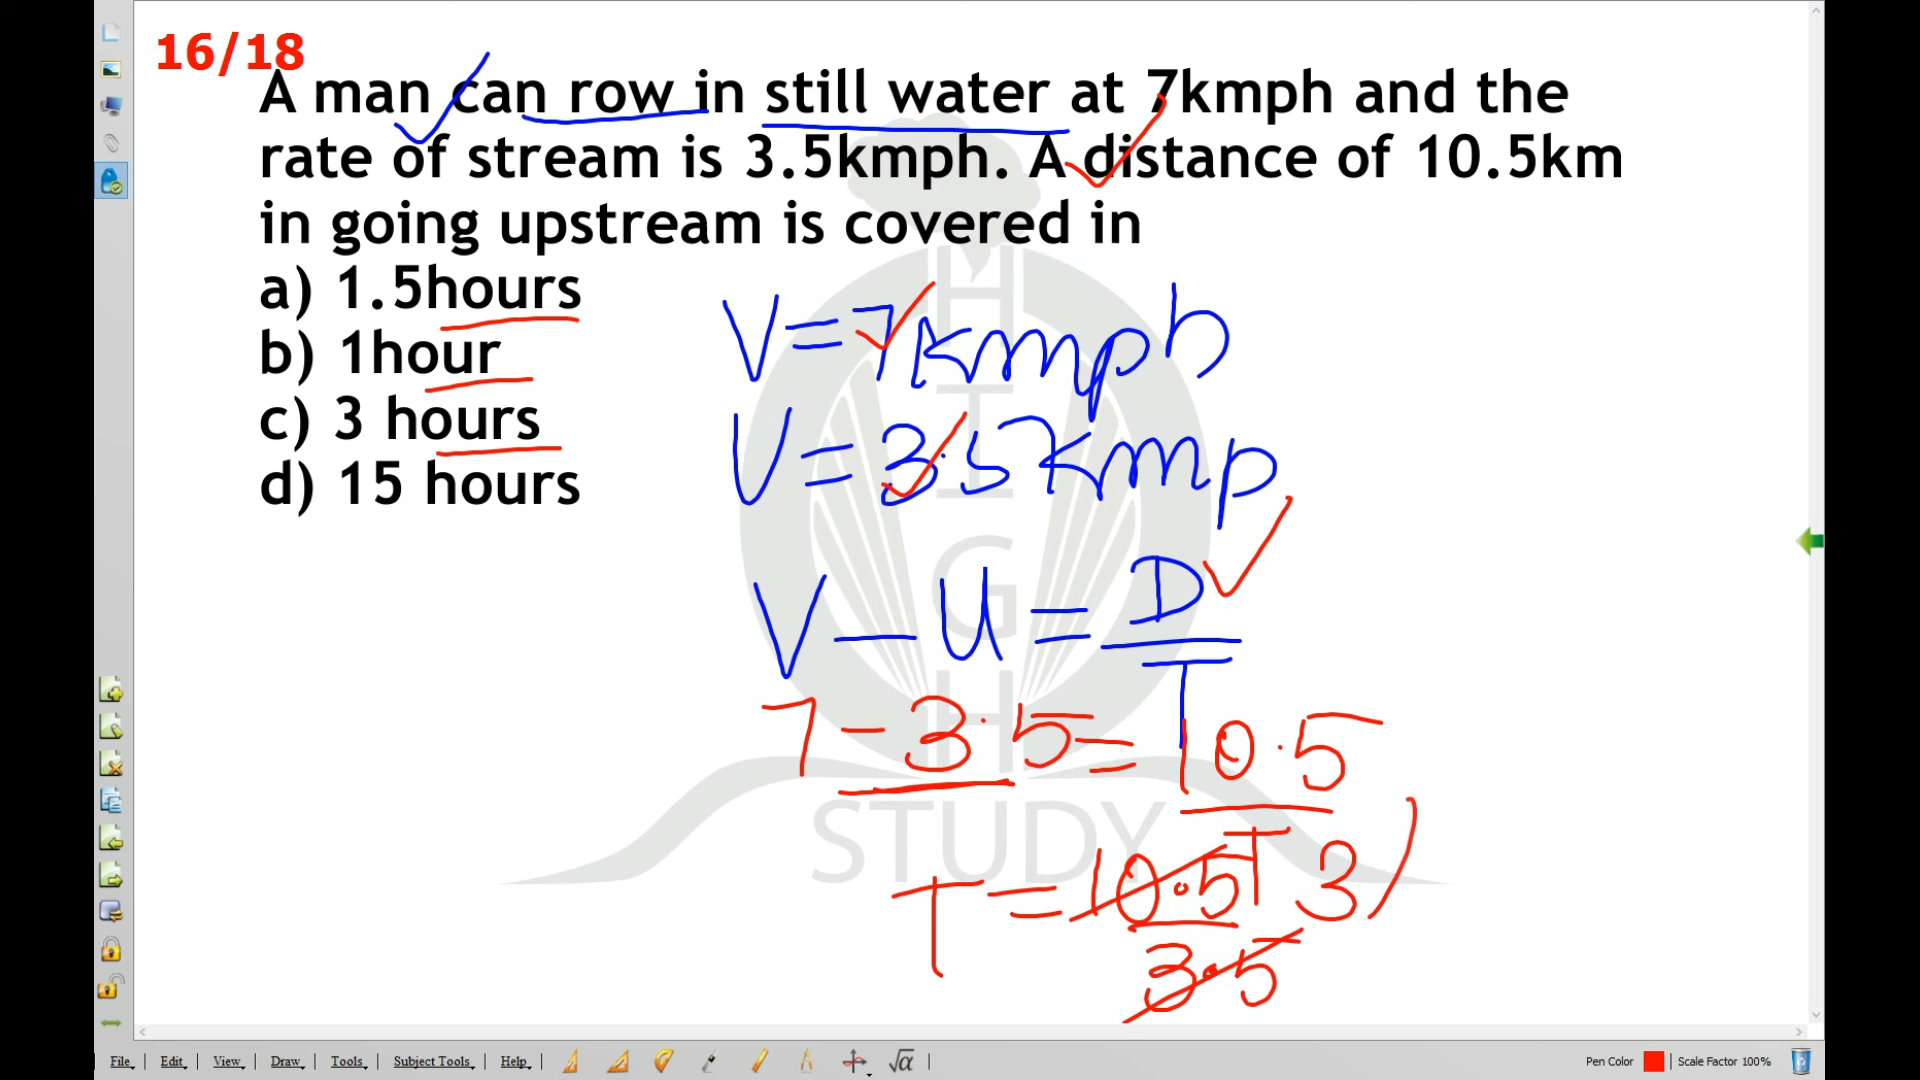 16/18
A man can row in still water at 7kmph and the
rate of stream is 3.5kmph. A distance of 10.5km
in going upstream is covered in
a) 1.5hours
b) 1hour
c) 3 hours
d) 15 hours
V=7kmph
U=3.5kmp
V-U=D/T
7-3.5=10.5/T
T=10.5/3.5 3)
HIGH
STUDY
File Edit View Draw Tools Subject Tools Help
√α
Pen Color Scale Factor 100%